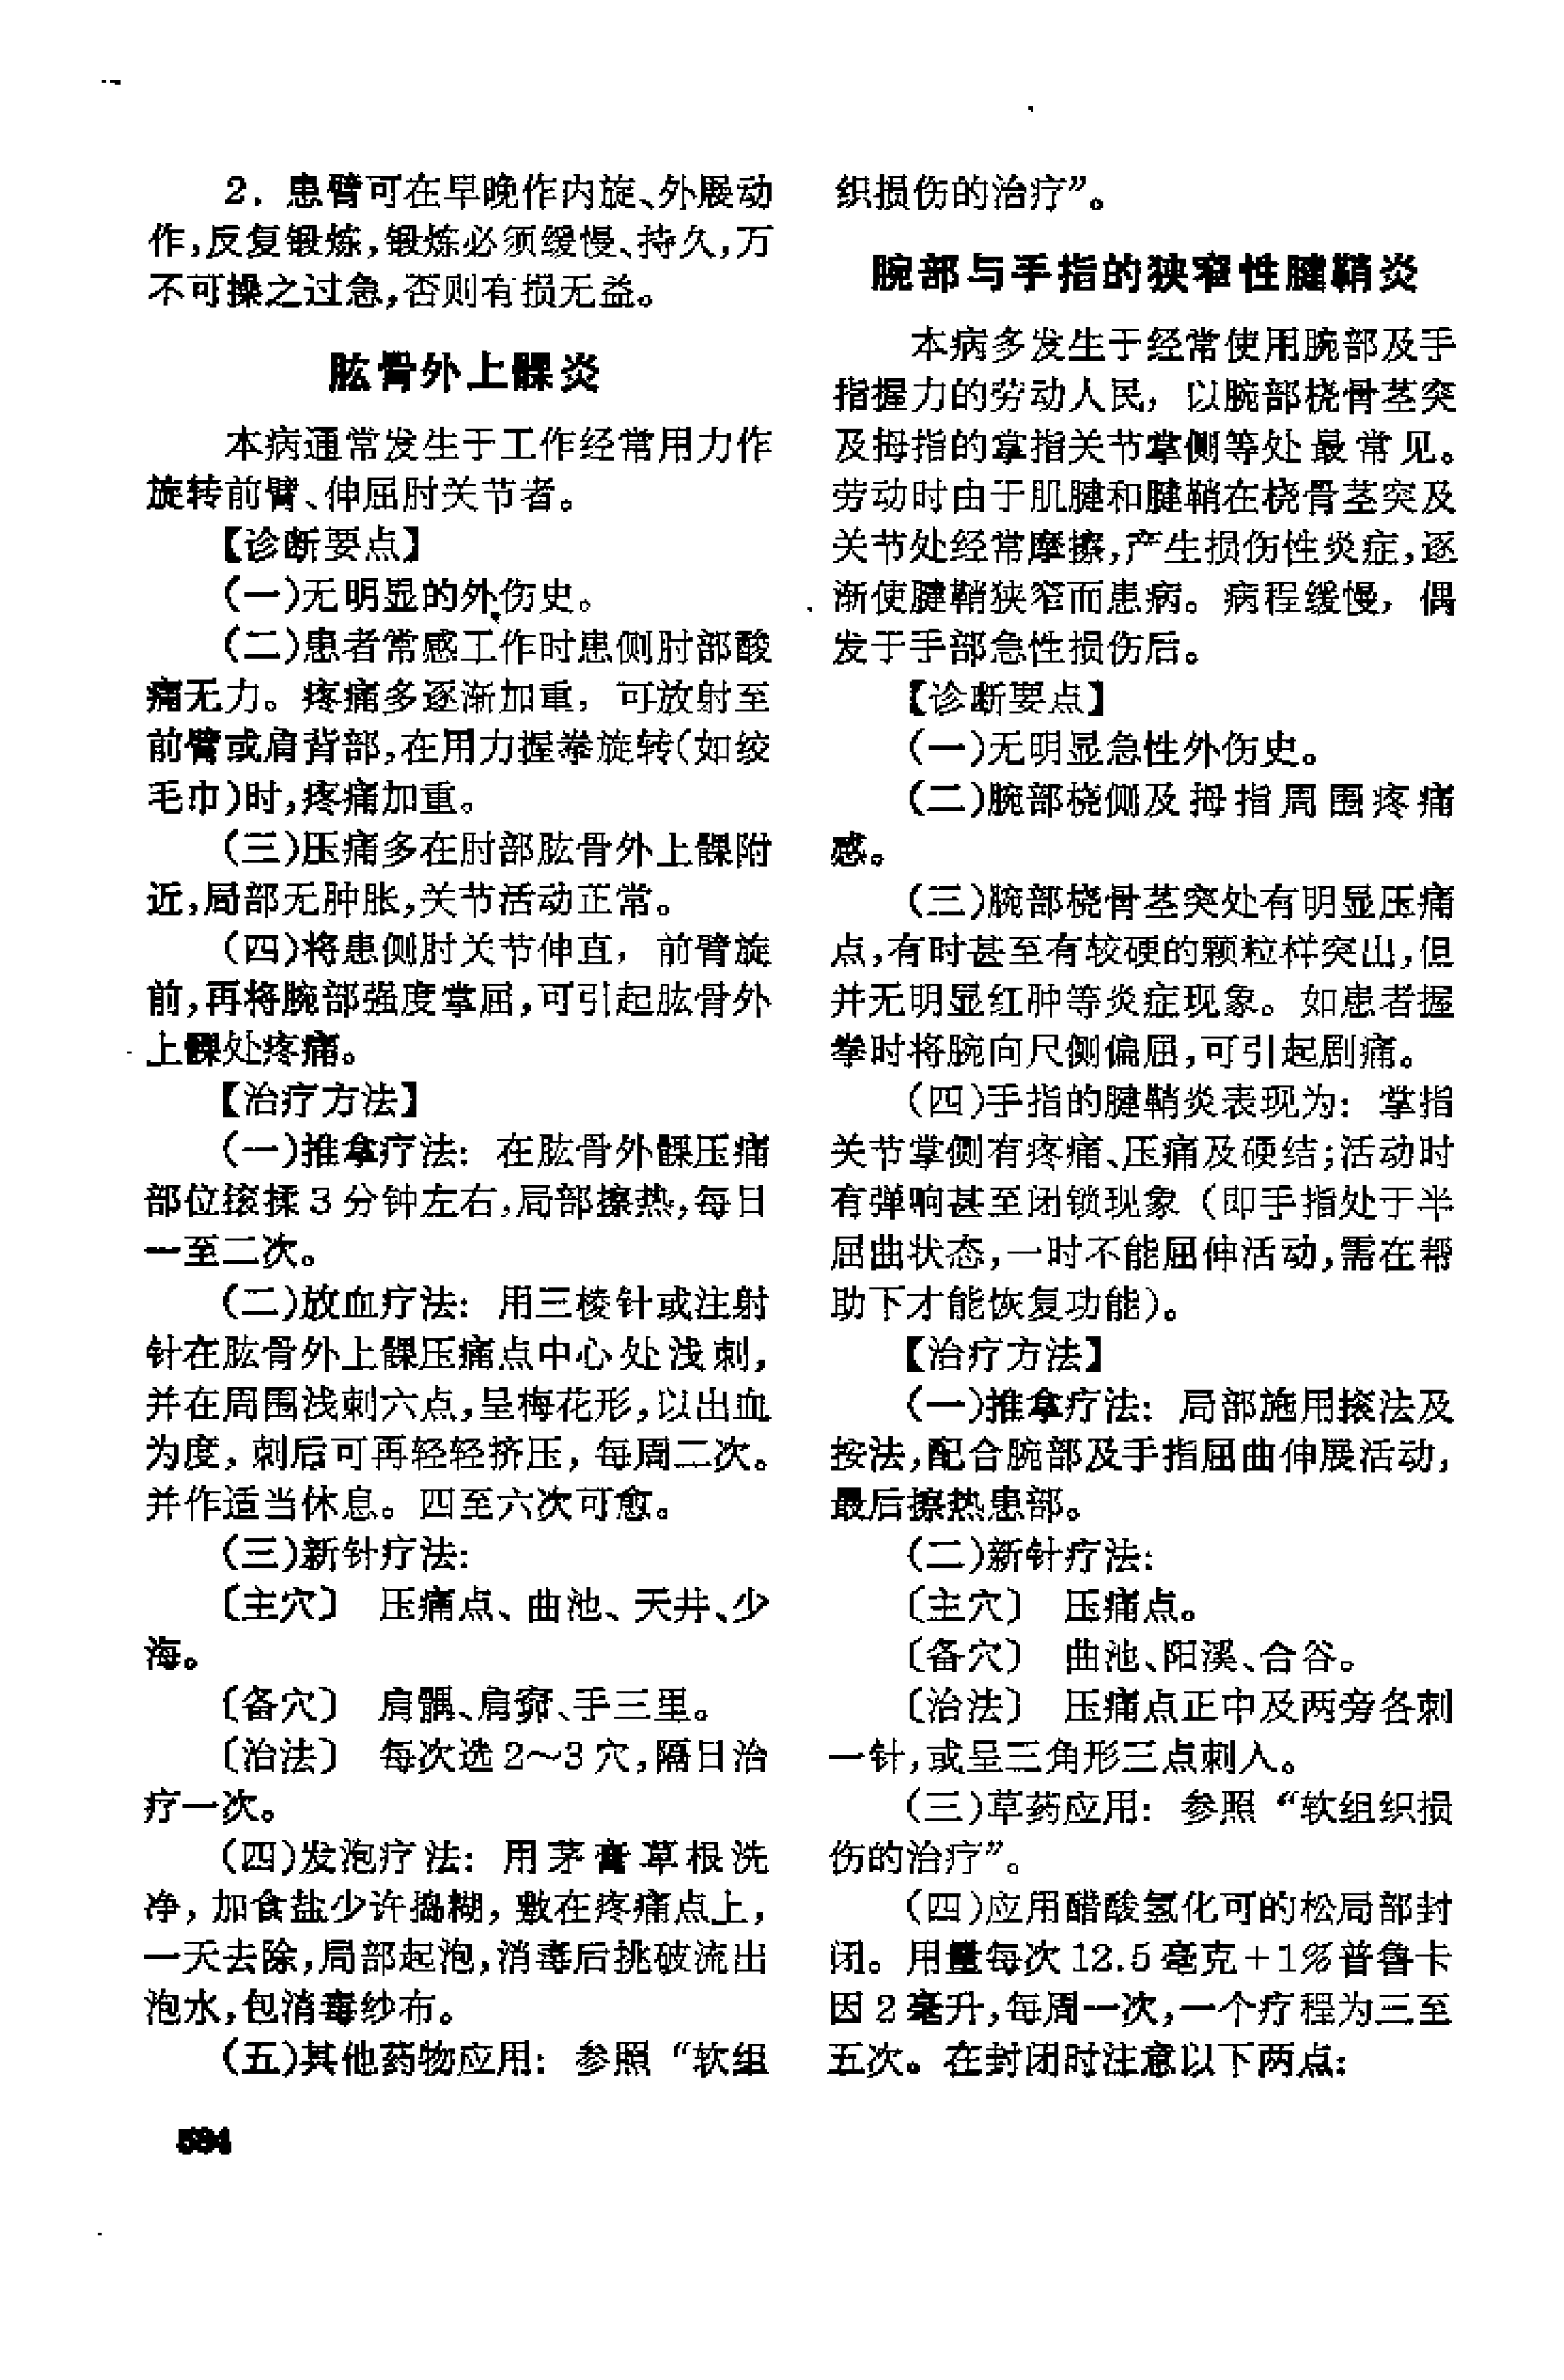 2. 患臂可在早晚作内旋、外展动
作,反复锻炼,锻炼必须缓慢、持久,万
不可操之过急,否则有损无益。
肱骨外上髁炎
本病通常发生于工作经常用力作
旋转前臂、伸屈肘关节者。
【诊断要点】
(一)无明显的外伤史。
(二)患者常感工作时患侧肘部酸
痛无力。疼痛多逐渐加重，可放射至
前臂或肩背部,在用力握拳旋转(如绞
毛巾)时,疼痛加重。
(三)压痛多在肘部肱骨外上髁附
近,局部无肿胀,关节活动正常。
(四)将患侧肘关节伸直，前臂旋
前,再将腕部强度掌屈,可引起肱骨外
上髁处疼痛。
【治疗方法】
(一)推拿疗法：在肱骨外髁压痛
部位㨰揉3分钟左右,局部擦热,每日
一至二次。
(二)放血疗法：用三棱针或注射
针在肱骨外上髁压痛点中心处浅刺,
并在周围浅刺六点,呈梅花形,以出血
为度，刺后可再轻轻挤压，每周二次。
并作适当休息。四至六次可愈。
(三)新针疗法：
〔主穴〕 压痛点、曲池、天井、少
海。
〔备穴〕 肩髃、肩窌、手三里。
〔治法〕 每次选2～3穴,隔日治
疗一次。
(四)发泡疗法：用茅膏草根洗
净，加食盐少许捣糊，敷在疼痛点上，
一天去除,局部起泡,消毒后挑破流出
泡水,包消毒纱布。
(五)其他药物应用：参照“软组
594
织损伤的治疗”。
腕部与手指的狭窄性腱鞘炎
本病多发生于经常使用腕部及手
指握力的劳动人民，以腕部桡骨茎突
及拇指的掌指关节掌侧等处最常见。
劳动时由于肌腱和腱鞘在桡骨茎突及
关节处经常摩擦,产生损伤性炎症,逐
渐使腱鞘狭窄而患病。病程缓慢，偶
发于手部急性损伤后。
【诊断要点】
(一)无明显急性外伤史。
(二)腕部桡侧及拇指周围疼痛
感。
(三)腕部桡骨茎突处有明显压痛
点,有时甚至有较硬的颗粒样突出,但
并无明显红肿等炎症现象。如患者握
拳时将腕向尺侧偏屈,可引起剧痛。
(四)手指的腱鞘炎表现为：掌指
关节掌侧有疼痛、压痛及硬结;活动时
有弹响甚至闭锁现象（即手指处于半
屈曲状态,一时不能屈伸活动,需在帮
助下才能恢复功能)。
【治疗方法】
(一)推拿疗法：局部施用㨰法及
按法,配合腕部及手指屈曲伸展活动,
最后擦热患部。
(二)新针疗法：
〔主穴〕 压痛点。
〔备穴〕 曲池、阳溪、合谷。
〔治法〕 压痛点正中及两旁各刺
一针,或呈三角形三点刺入。
(三)草药应用：参照“软组织损
伤的治疗”。
(四)应用醋酸氢化可的松局部封
闭。用量每次12.5毫克+1%普鲁卡
因2毫升,每周一次,一个疗程为三至
五次。在封闭时注意以下两点：